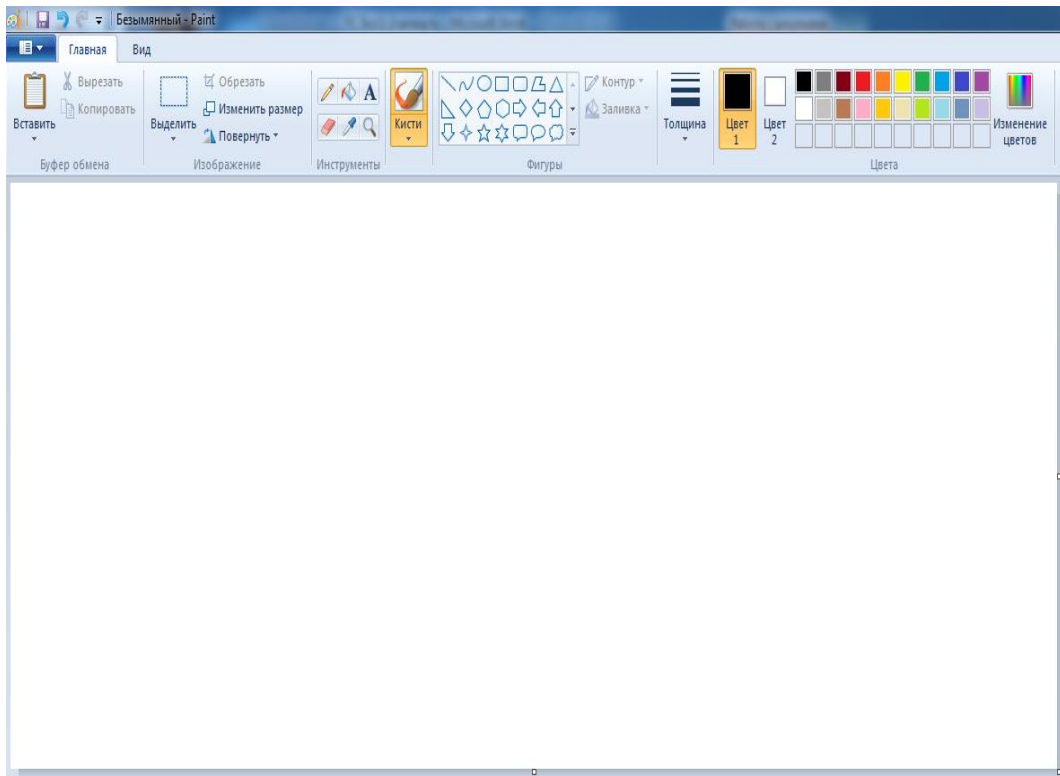 Безымянный - Paint
Главная Вид
Вставить
Вырезать
Копировать
Буфер обмена
Выделить
Обрезать
Изменить размер
Повернуть
Изображение
A
Инструменты
Кисти
Контур
Заливка
Фигуры
Толщина
Цвет
1
Цвет
2
Изменение
цветов
Цвета